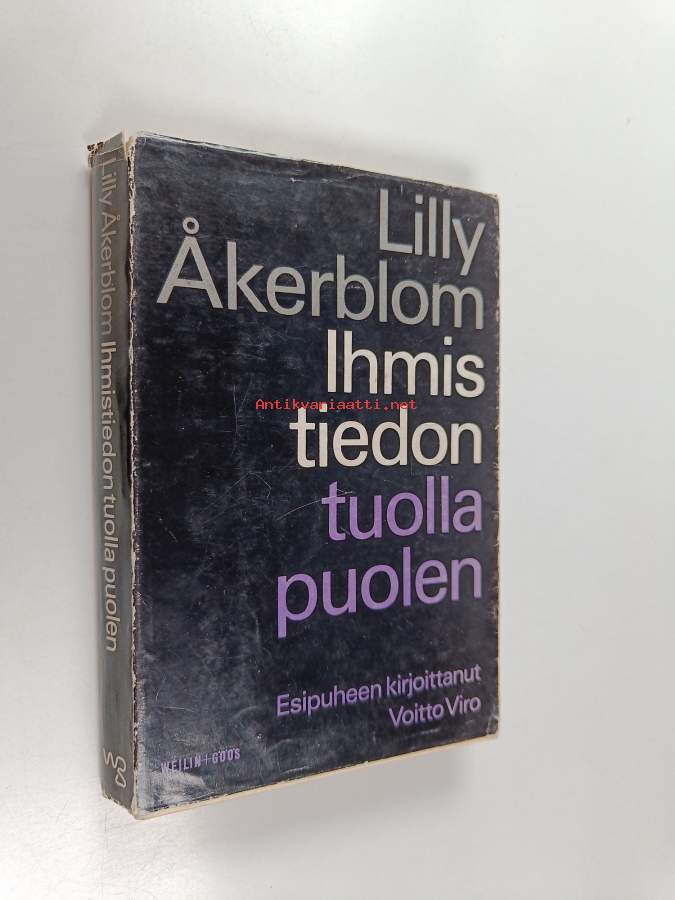 Lilly
Åkerblom
Ihmis
tiedon
tuolla
puolen
Esipuheen kirjoittanut
Voitto Viro
WEILIN+GÖÖS
Lilly Åkerblom Ihmistiedon tuolla puolen
Antikvariaatti.net